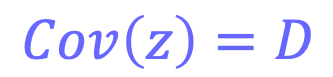 Cov(z) = D